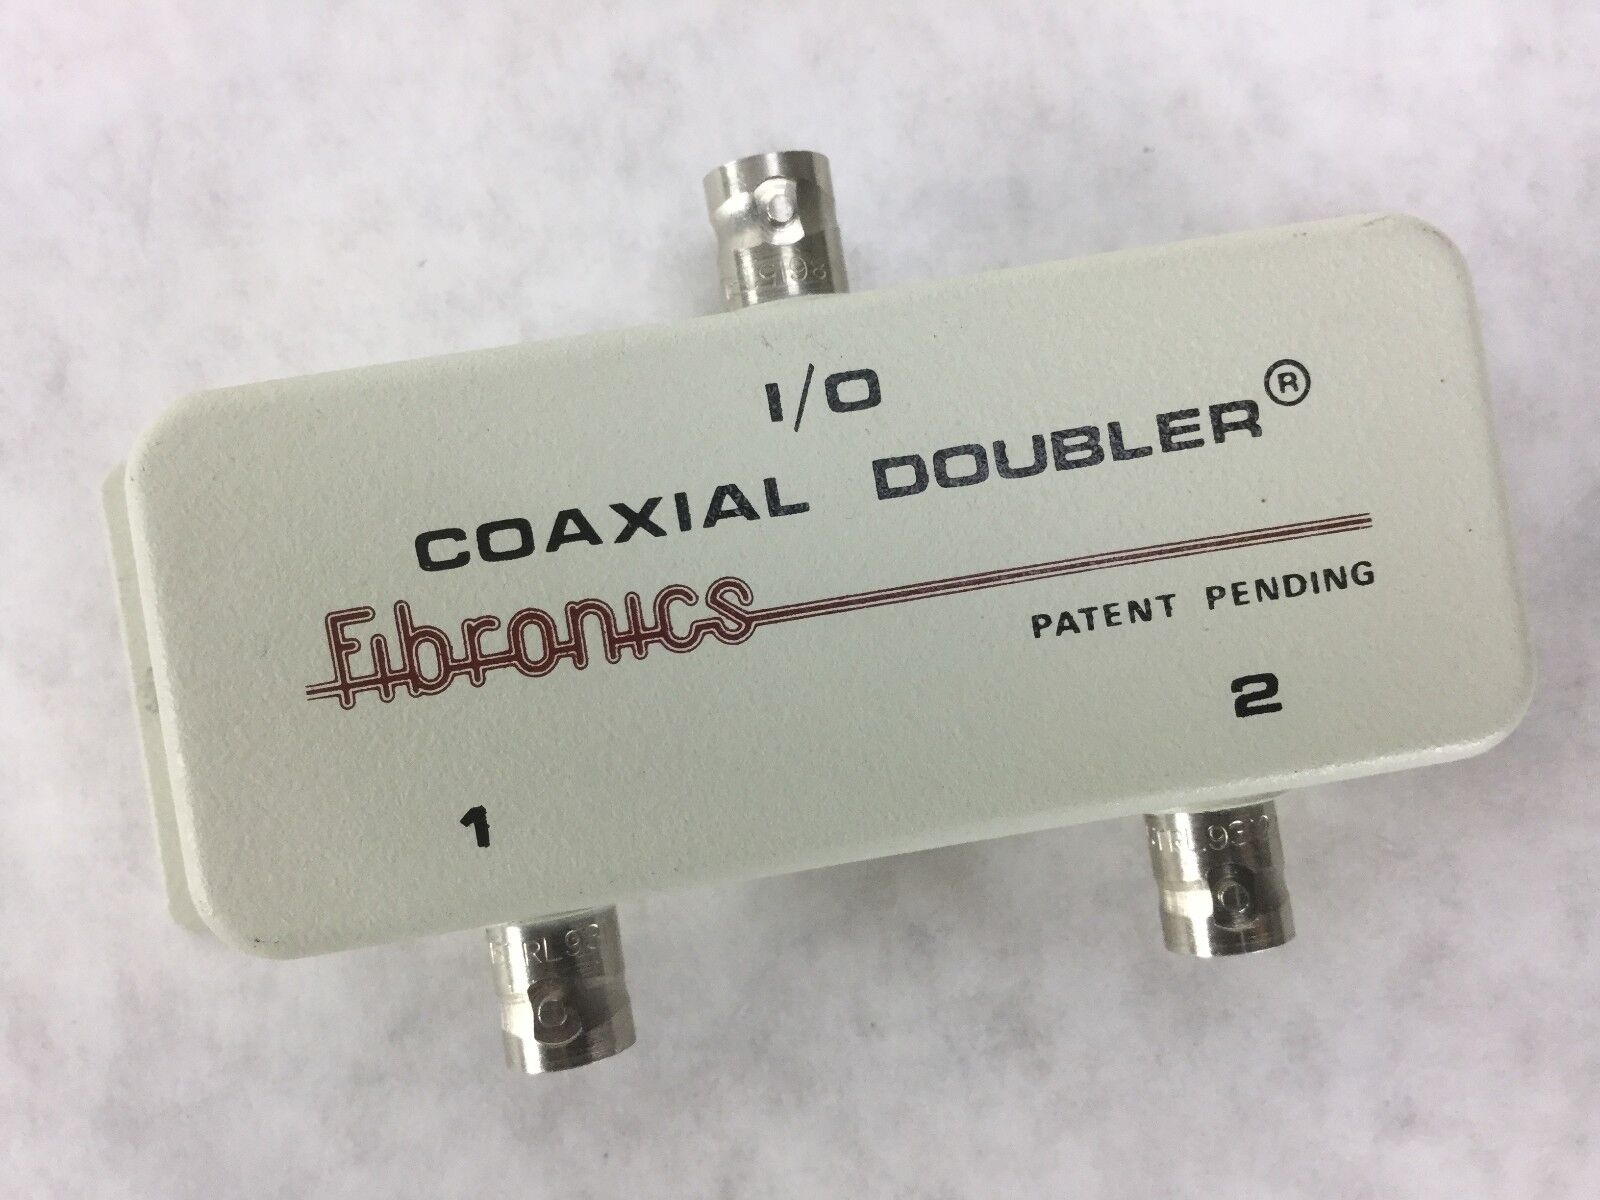 I/O
COAXIAL DOUBLER®
Fibronics
PATENT PENDING
2
1